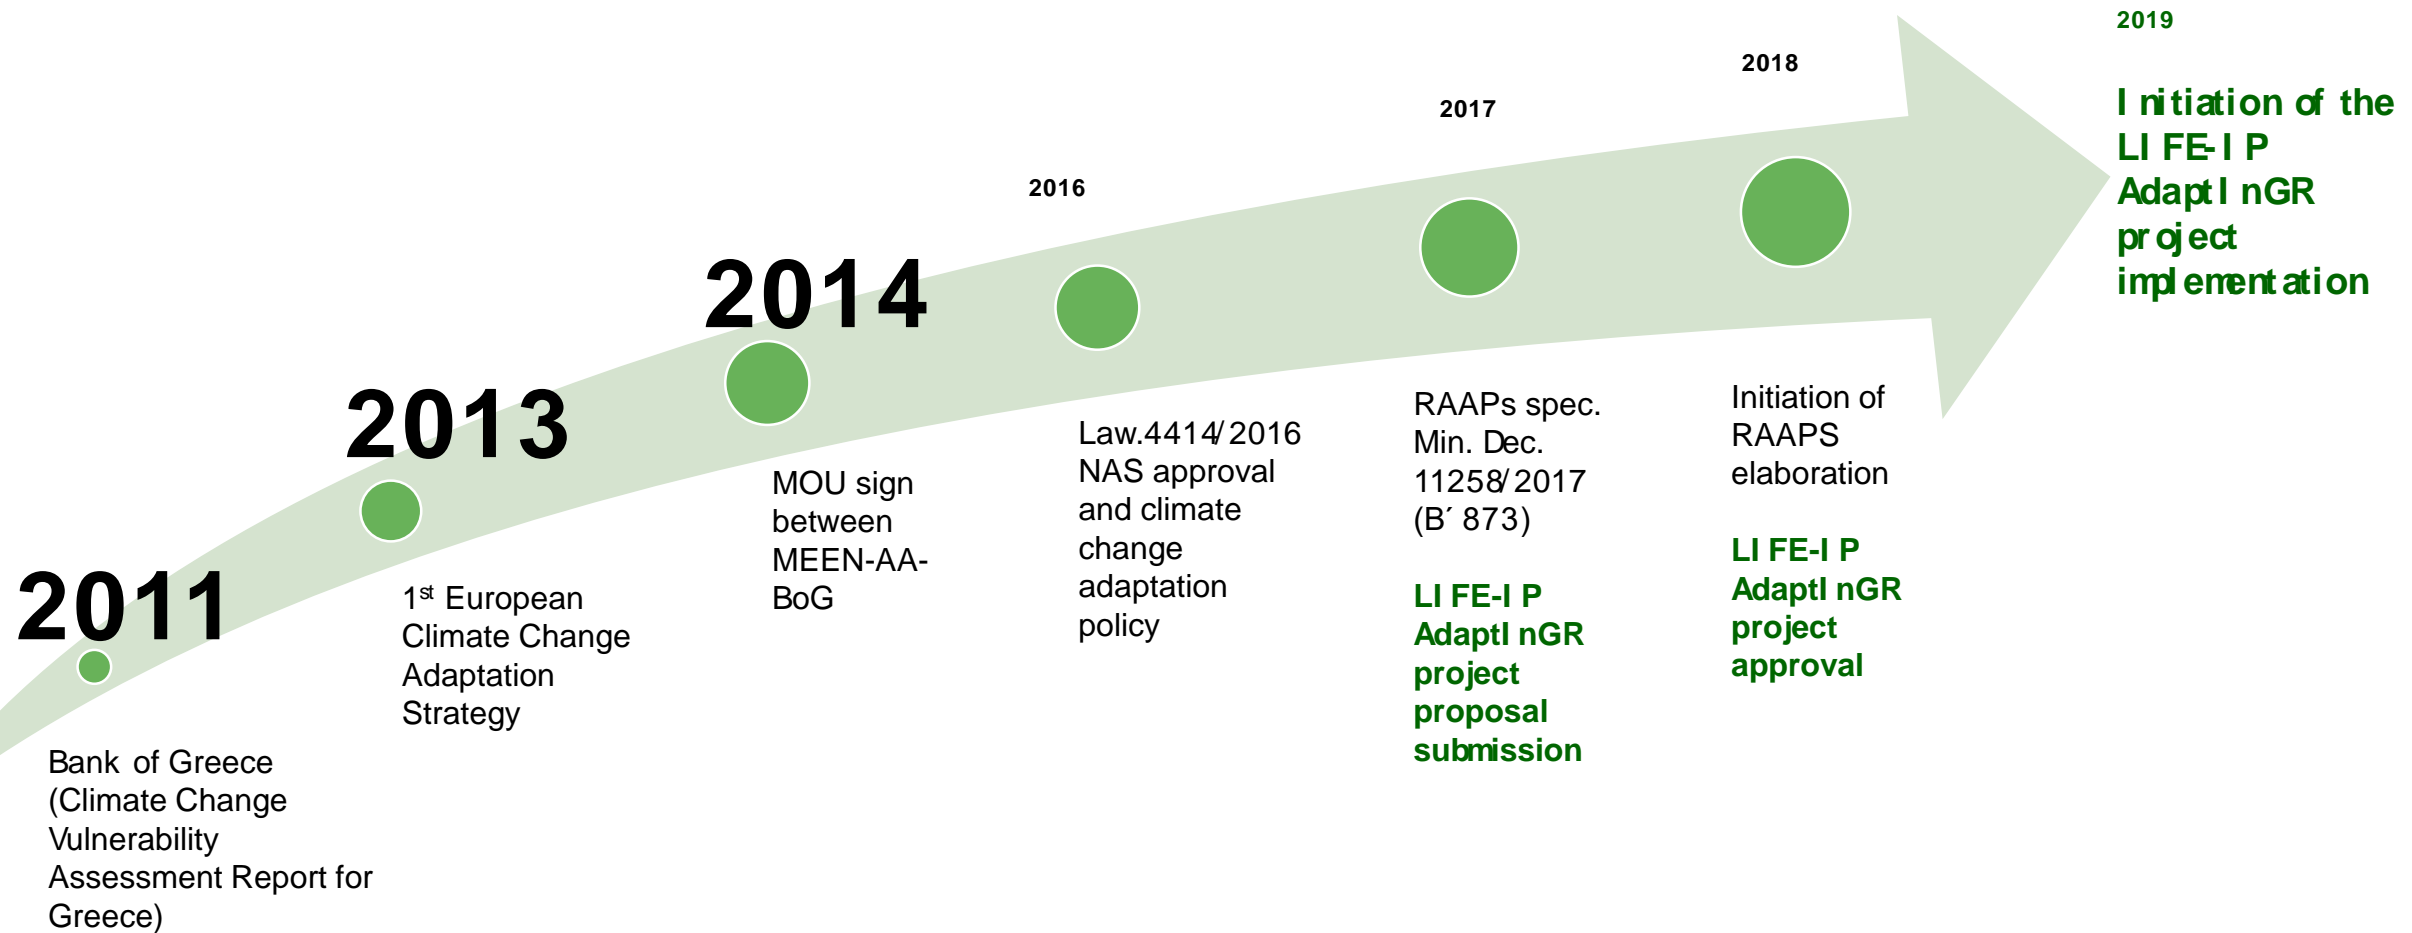 2011
Bank of Greece
(Climate Change
Vulnerability
Assessment Report for
Greece)
2013
1st European
Climate Change
Adaptation
Strategy
2014
MOU sign
between
MEEN-AA-
BoG
2016
Law.4414/2016
NAS approval
and climate
change
adaptation
policy
2017
RAAPs spec.
Min. Dec.
11258/2017
(B´ 873)
LIFE-IP
AdaptInGR
project
proposal
submission
2018
Initiation of
RAAPS
elaboration
LIFE-IP
AdaptInGR
project
approval
2019
Initiation of the
LIFE-IP
AdaptInGR
project
implementation